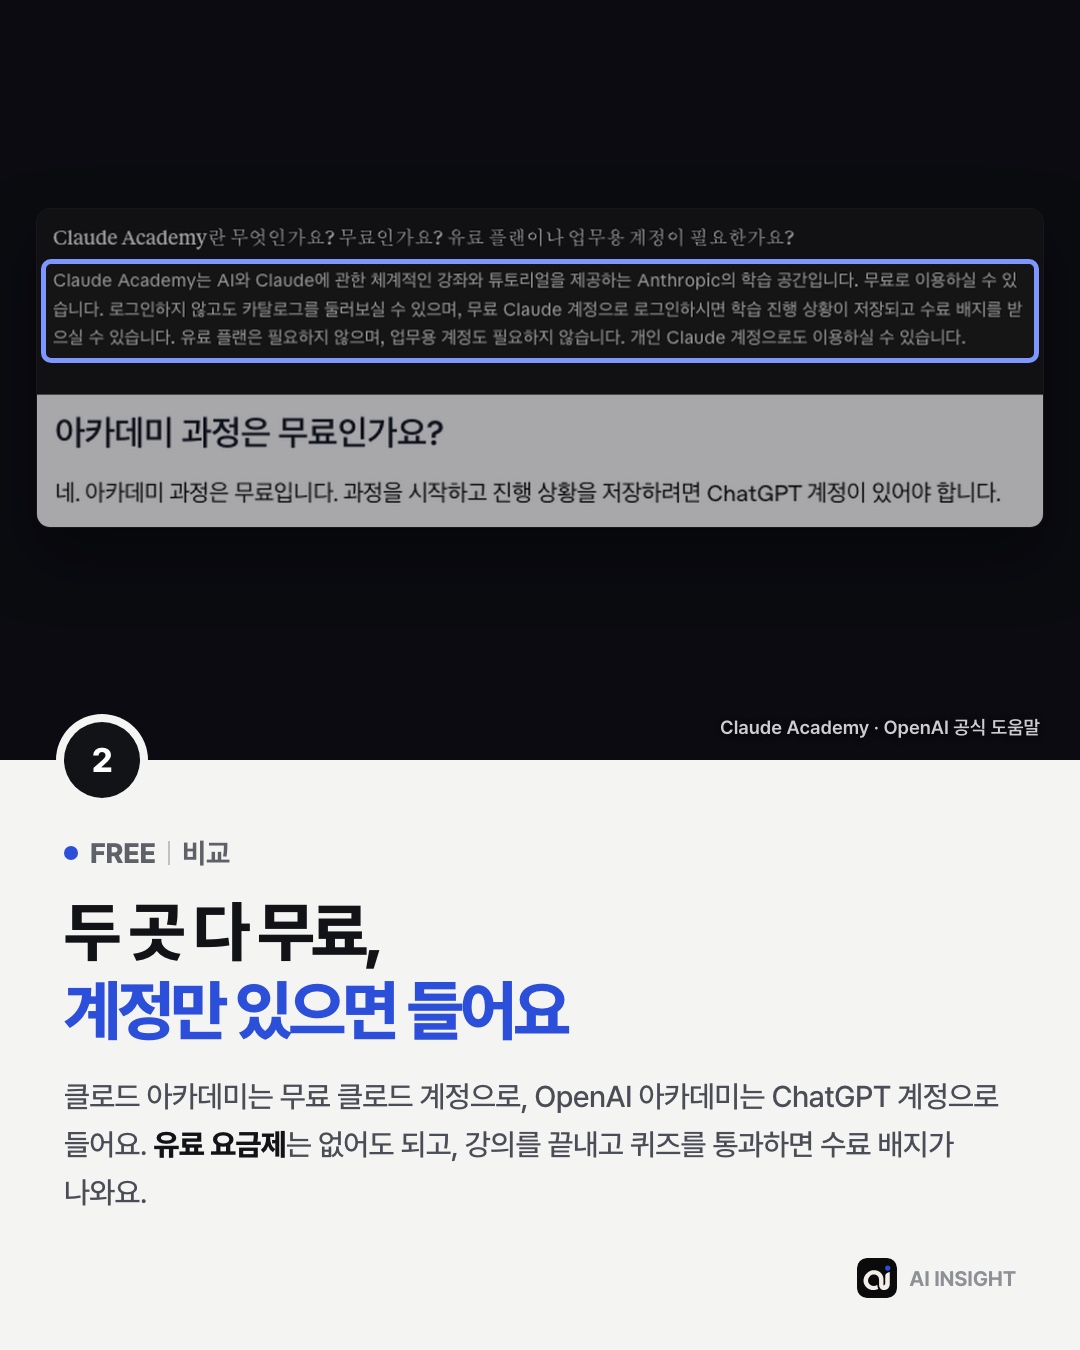 Claude Academy란 무엇인가요? 무료인가요? 유료 플랜이나 업무용 계정이 필요한가요?
Claude Academy는 AI와 Claude에 관한 체계적인 강좌와 튜토리얼을 제공하는 Anthropic의 학습 공간입니다. 무료로 이용하실 수 있
습니다. 로그인하지 않고도 카탈로그를 둘러보실 수 있으며, 무료 Claude 계정으로 로그인하시면 학습 진행 상황이 저장되고 수료 배지를 받
으실 수 있습니다. 유료 플랜은 필요하지 않으며, 업무용 계정도 필요하지 않습니다. 개인 Claude 계정으로도 이용하실 수 있습니다.
아카데미 과정은 무료인가요?
네. 아카데미 과정은 무료입니다. 과정을 시작하고 진행 상황을 저장하려면 ChatGPT 계정이 있어야 합니다.
Claude Academy · OpenAI 공식 도움말
2
FREE | 비교
두 곳 다 무료,
계정만 있으면 들어요
클로드 아카데미는 무료 클로드 계정으로, OpenAI 아카데미는 ChatGPT 계정으로
들어요. 유료 요금제는 없어도 되고, 강의를 끝내고 퀴즈를 통과하면 수료 배지가
나와요.
ai AI INSIGHT